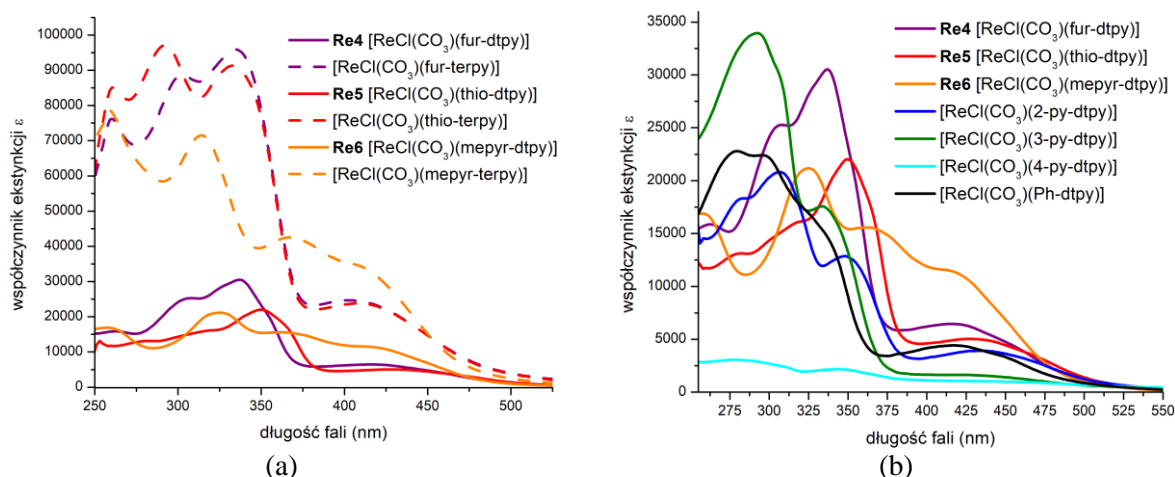 100000
90000
80000
70000
60000
50000
40000
30000
20000
10000
0
współczynnik ekstynkcji ε
250 300 350 400 450 500
długość fali (nm)
Re4 [ReCl(CO₃)(fur-dtpy)]
[ReCl(CO₃)(fur-terpy)]
Re5 [ReCl(CO₃)(thio-dtpy)]
[ReCl(CO₃)(thio-terpy)]
Re6 [ReCl(CO₃)(mepyr-dtpy)]
[ReCl(CO₃)(mepyr-terpy)]
(a)
35000
30000
25000
20000
15000
10000
5000
0
współczynnik ekstynkcji ε
275 300 325 350 375 400 425 450 475 500 525 550
długość fali (nm)
Re4 [ReCl(CO₃)(fur-dtpy)]
Re5 [ReCl(CO₃)(thio-dtpy)]
Re6 [ReCl(CO₃)(mepyr-dtpy)]
[ReCl(CO₃)(2-py-dtpy)]
[ReCl(CO₃)(3-py-dtpy)]
[ReCl(CO₃)(4-py-dtpy)]
[ReCl(CO₃)(Ph-dtpy)]
(b)